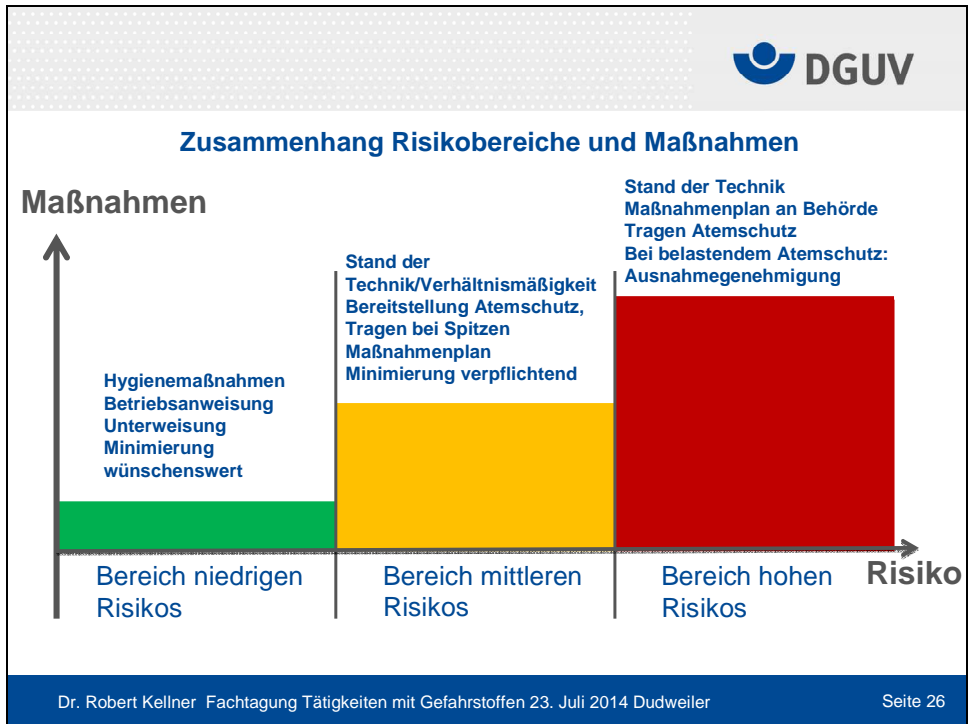 DGUV
Zusammenhang Risikobereiche und Maßnahmen
Maßnahmen
Hygienemaßnahmen
Betriebsanweisung
Unterweisung
Minimierung
wünschenswert
Stand der
Technik/Verhältnismäßigkeit
Bereitstellung Atemschutz,
Tragen bei Spitzen
Maßnahmenplan
Minimierung verpflichtend
Stand der Technik
Maßnahmenplan an Behörde
Tragen Atemschutz
Bei belastendem Atemschutz:
Ausnahmegenehmigung
Bereich niedrigen
Risikos
Bereich mittleren
Risikos
Bereich hohen
Risikos
Risiko
Dr. Robert Kellner Fachtagung Tätigkeiten mit Gefahrstoffen 23. Juli 2014 Dudweiler
Seite 26